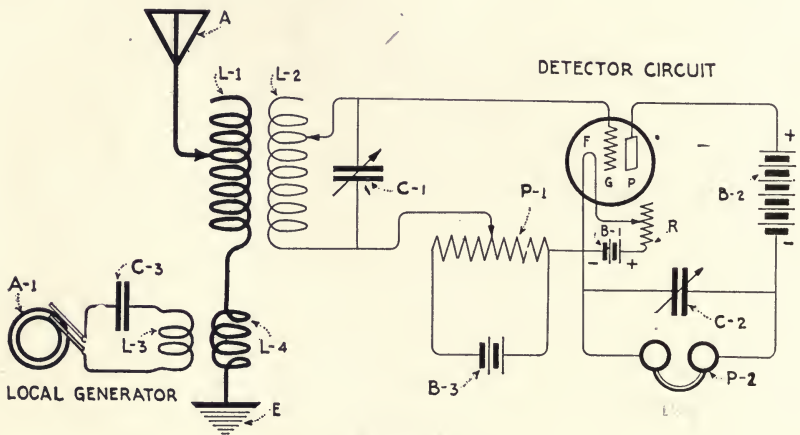 A
L-1
L-2
DETECTOR CIRCUIT
F
G
P
+
B-2
-
C-1
P-1
B-1
R
-
+
C-3
A-1
L-3
L-4
C-2
B-3
P-2
LOCAL GENERATOR
E